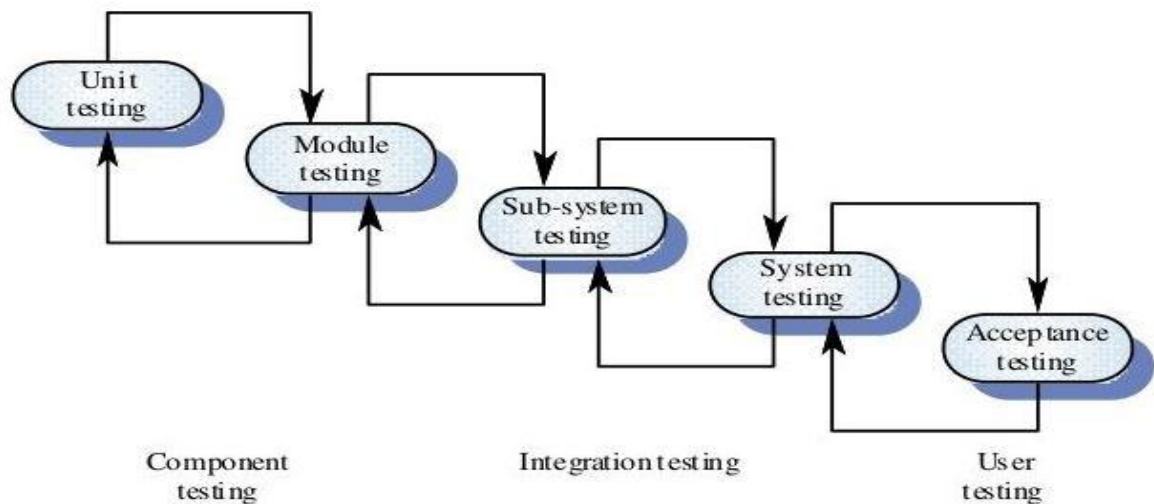 Unit
testing
Module
testing
Sub-system
testing
System
testing
Acceptance
testing
Component
testing
Integration testing
User
testing